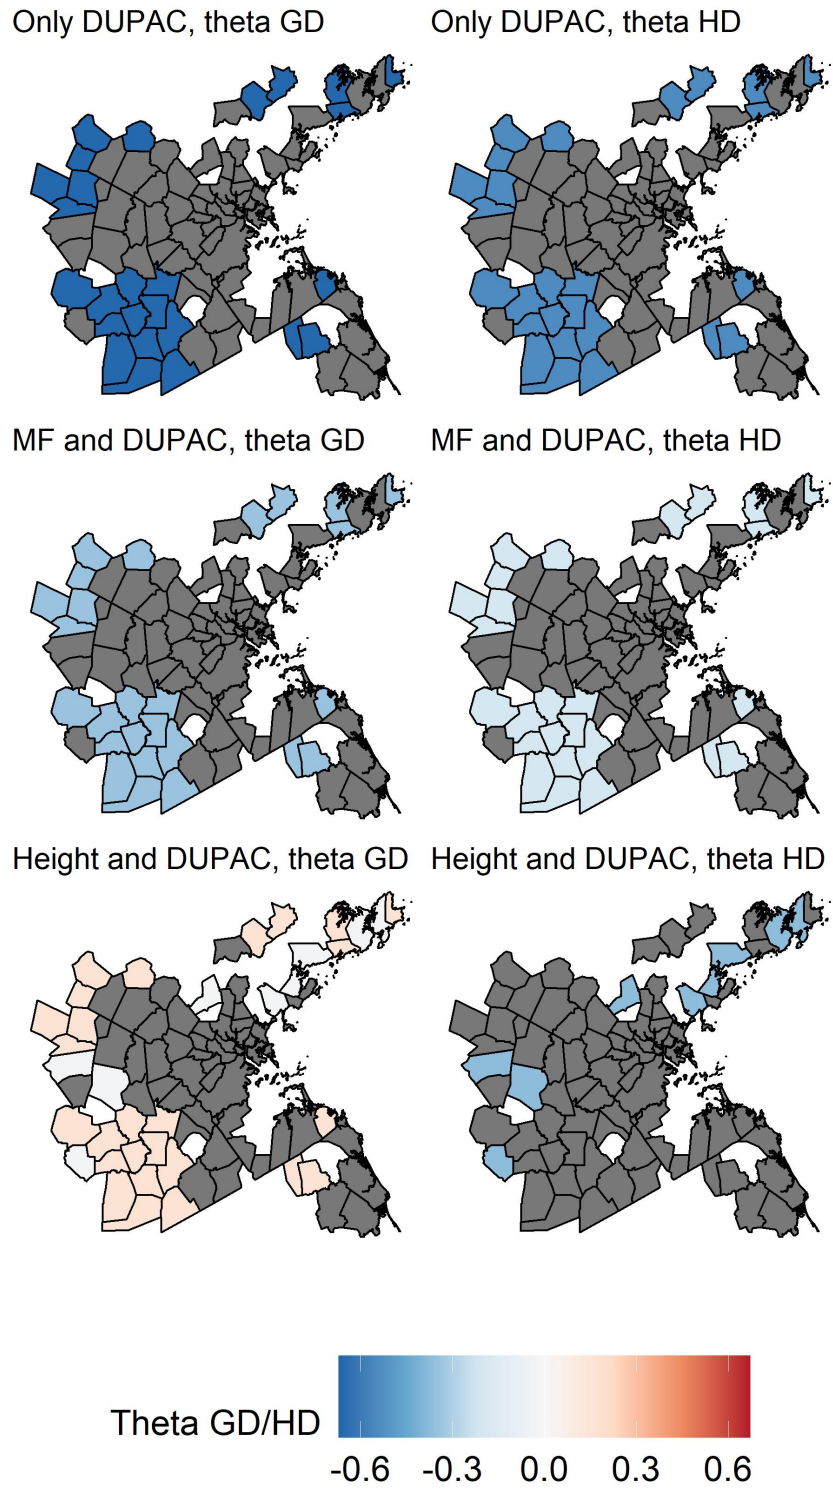 Only DUPAC, theta GD
Only DUPAC, theta HD
MF and DUPAC, theta GD
MF and DUPAC, theta HD
Height and DUPAC, theta GD
Height and DUPAC, theta HD
Theta GD/HD
-0.6 -0.3 0.0 0.3 0.6